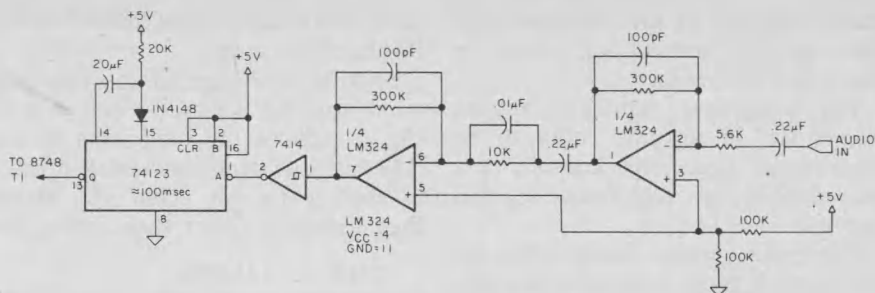 +5V
20K
+5V
20µF
1N4148
14
15
3
2
CLR
B
16
TO 8748
T1
13
Q
74123
≈100msec
A
1
8
2
7414
1
100pF
300K
1/4
LM324
7
6
5
LM324
VCC = 4
GND = 11
.01µF
10K
.22µF
100pF
300K
1/4
LM324
1
2
3
5.6K
.22µF
AUDIO
IN
+5V
100K
100K